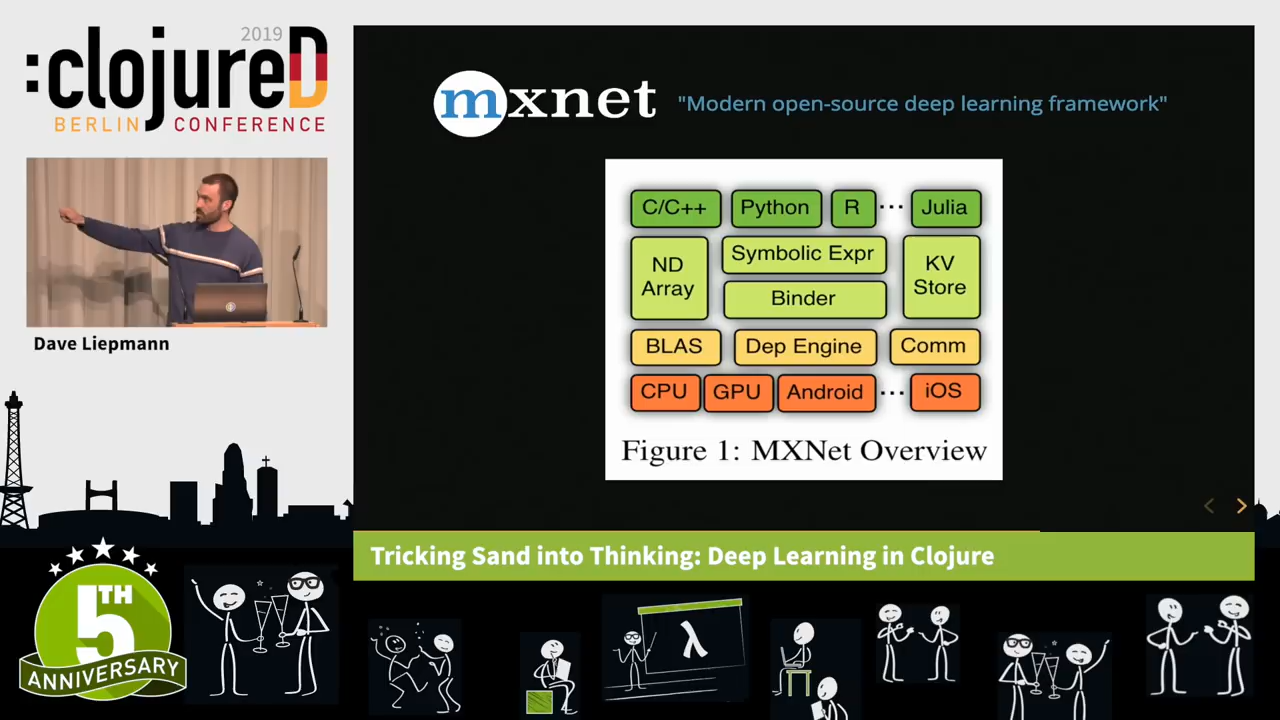 2019
:clojureD
BERLIN CONFERENCE
Dave Liepmann
mxnet "Modern open-source deep learning framework"
C/C++ Python R ... Julia
ND Array
Symbolic Expr
Binder
KV Store
BLAS Dep Engine Comm
CPU GPU Android ... iOS
Figure 1: MXNet Overview
Tricking Sand into Thinking: Deep Learning in Clojure
5TH
ANNIVERSARY
λ